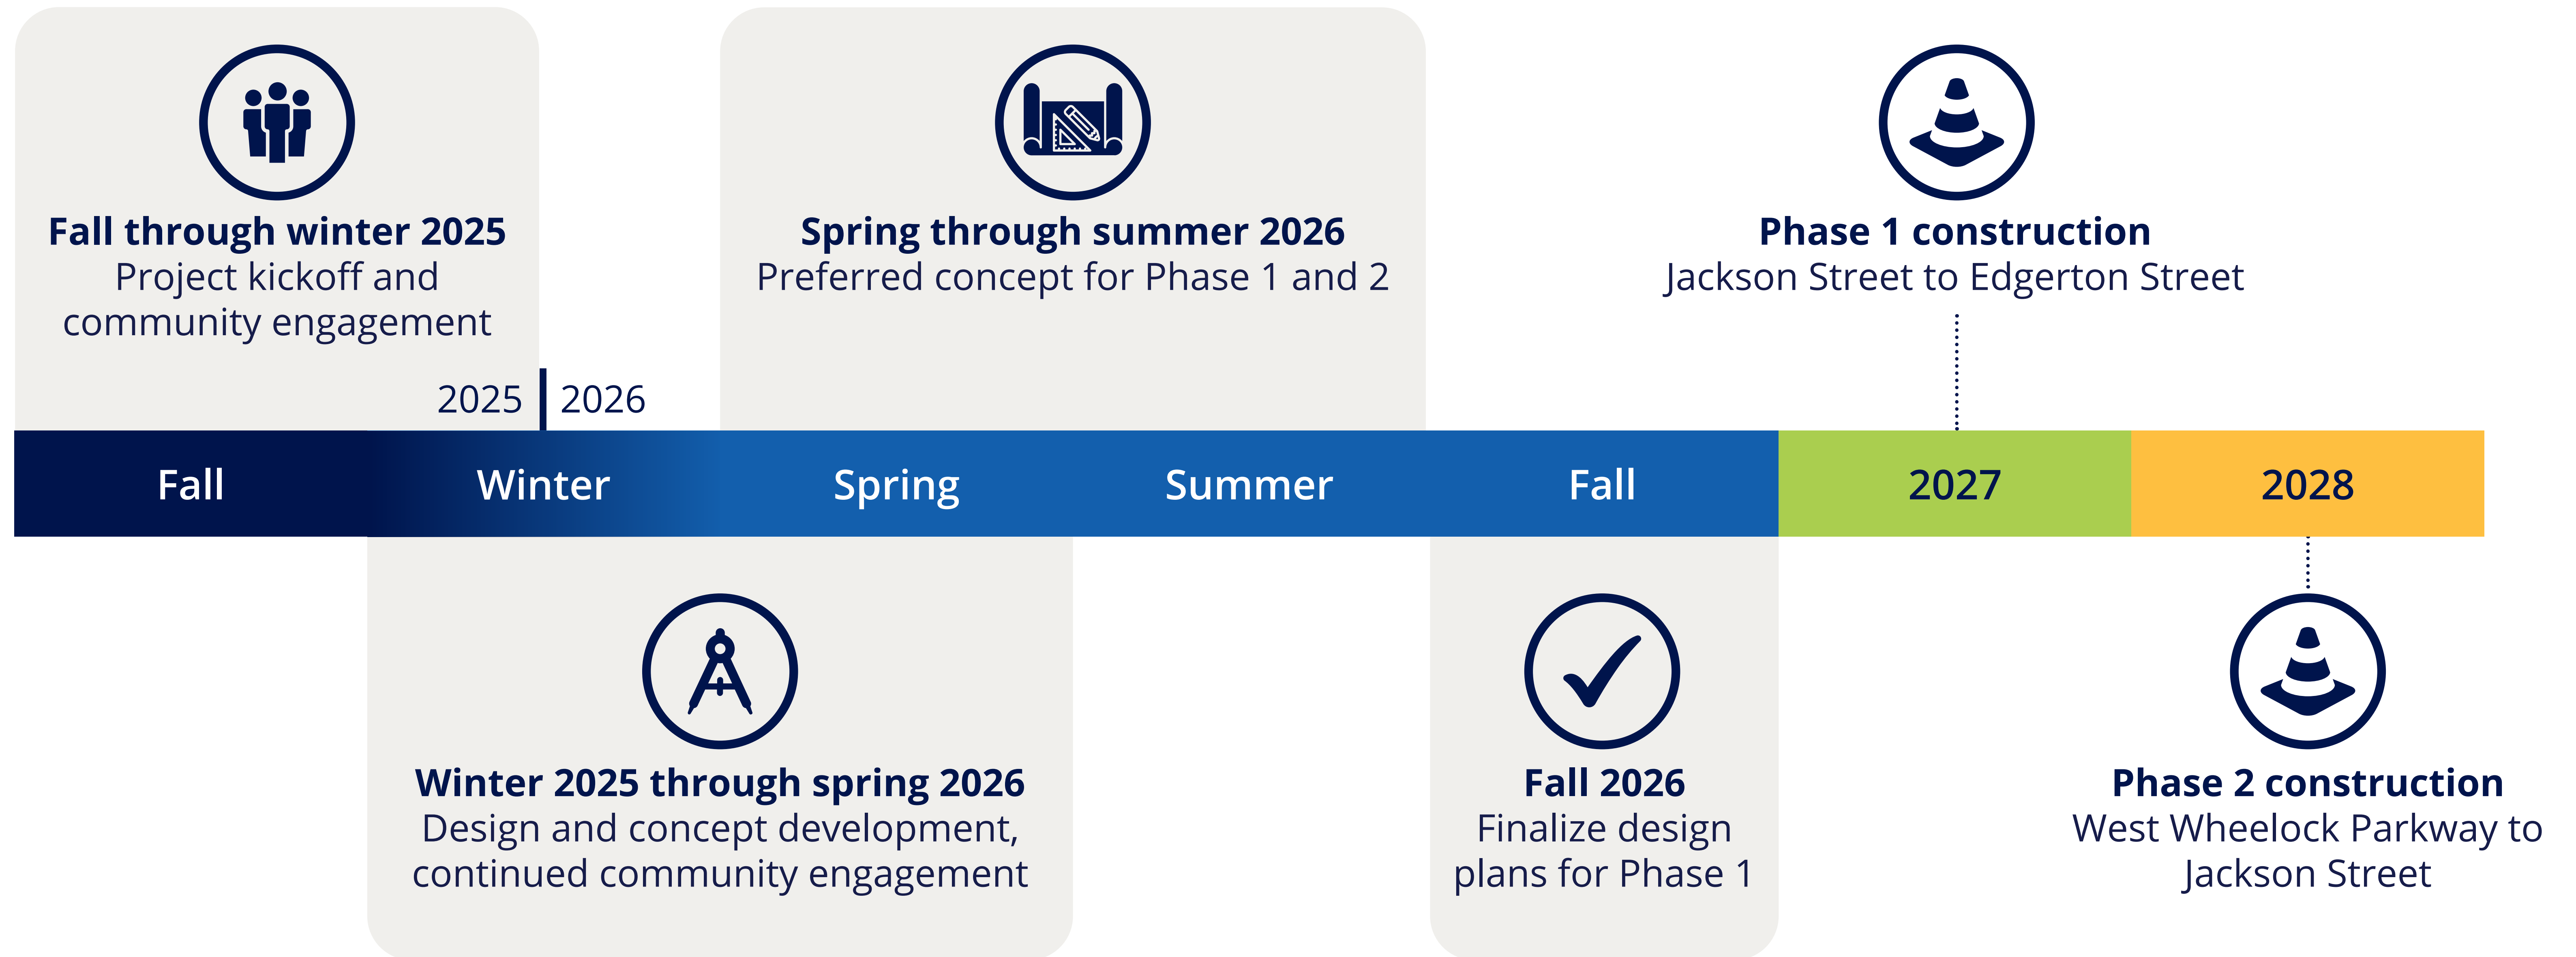 Fall through winter 2025
Project kickoff and
community engagement
Spring through summer 2026
Preferred concept for Phase 1 and 2
Phase 1 construction
Jackson Street to Edgerton Street
2025
2026
Fall
Winter
Spring
Summer
Fall
2027
2028
Winter 2025 through spring 2026
Design and concept development,
continued community engagement
Fall 2026
Finalize design
plans for Phase 1
Phase 2 construction
West Wheelock Parkway to
Jackson Street